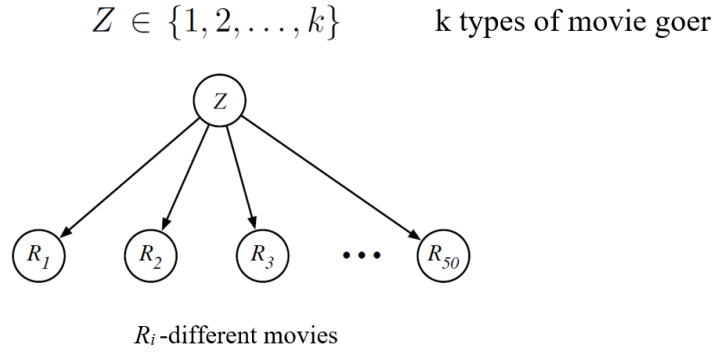 Z ∈ {1, 2, . . . , k} k types of movie goer
Z
R1 R2 R3 ••• R50
Ri-different movies